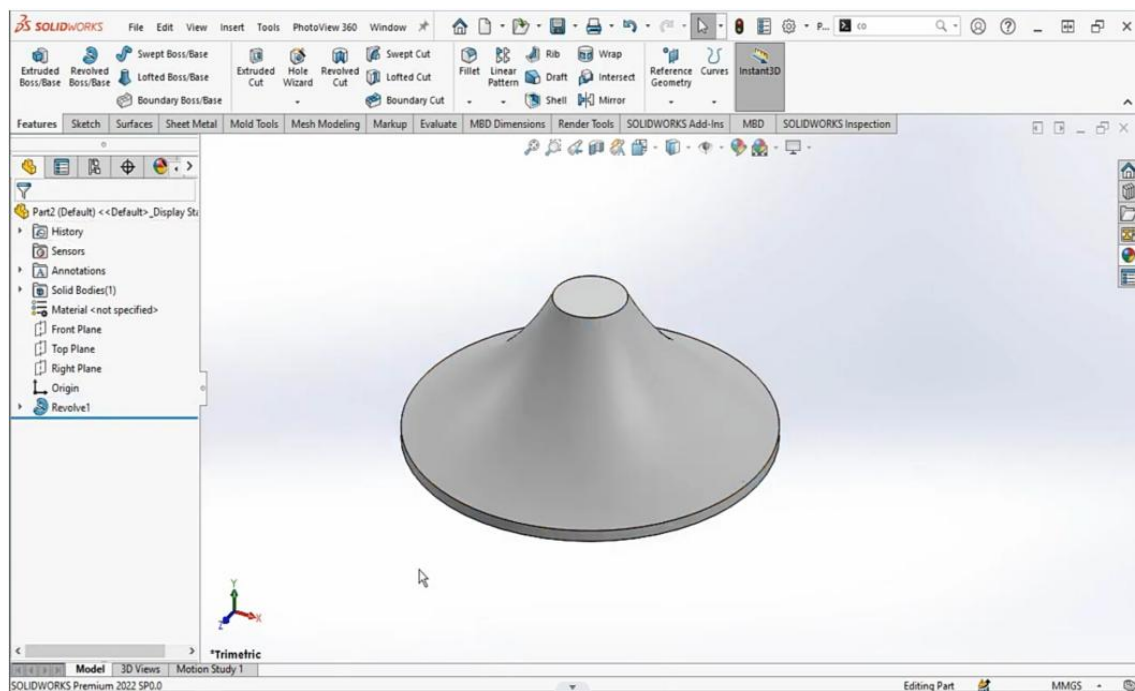 SOLIDWORKS File Edit View Insert Tools PhotoView 360 Window P... co
Extruded Boss/Base
Revolved Boss/Base
Swept Boss/Base
Lofted Boss/Base
Boundary Boss/Base
Extruded Cut
Hole Wizard
Revolved Cut
Swept Cut
Lofted Cut
Boundary Cut
Fillet
Linear Pattern
Rib
Draft
Shell
Wrap
Intersect
Mirror
Reference Geometry
Curves
Instant3D
Features Sketch Surfaces Sheet Metal Mold Tools Mesh Modeling Markup Evaluate MBD Dimensions Render Tools SOLIDWORKS Add-Ins MBD SOLIDWORKS Inspection
Part2 (Default) <<Default>_Display Sta
History
Sensors
Annotations
Solid Bodies(1)
Material <not specified>
Front Plane
Top Plane
Right Plane
Origin
Revolve1
Y
X
Z
*Trimetric
Model 3D Views Motion Study 1
SOLIDWORKS Premium 2022 SP0.0 Editing Part MMGS